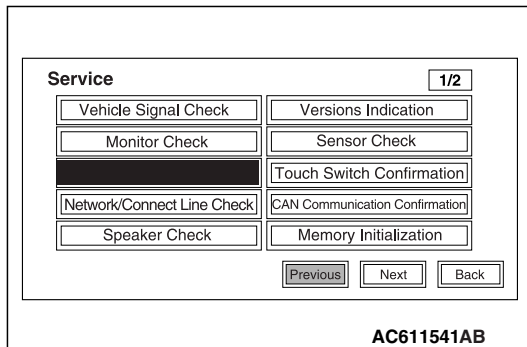 Service 1/2
Vehicle Signal Check Versions Indication
Monitor Check Sensor Check
Touch Switch Confirmation
Network/Connect Line Check CAN Communication Confirmation
Speaker Check Memory Initialization
Previous Next Back
AC611541AB